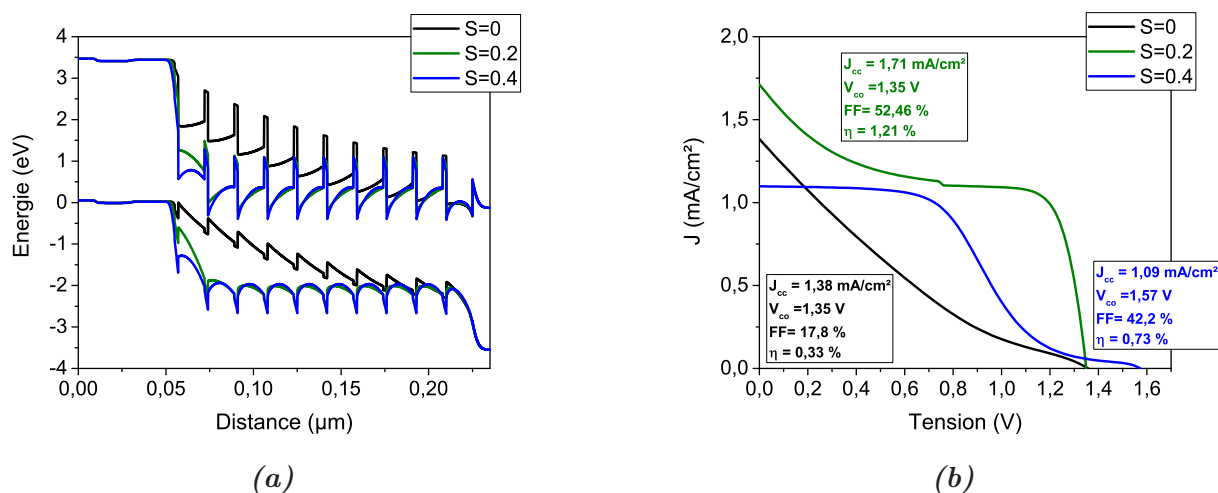 S=0
S=0.2
S=0.4
4
3
2
1
0
-1
-2
-3
-4
Energie (eV)
0,00 0,05 0,10 0,15 0,20
Distance (µm)
(a)
S=0
S=0.2
S=0.4
2,0
1,5
1,0
0,5
0,0
J (mA/cm²)
J_cc = 1,71 mA/cm²
V_co =1,35 V
FF= 52,46 %
η = 1,21 %
J_cc = 1,38 mA/cm²
V_co =1,35 V
FF= 17,8 %
η = 0,33 %
J_cc = 1,09 mA/cm²
V_co =1,57 V
FF= 42,2 %
η = 0,73 %
0,0 0,2 0,4 0,6 0,8 1,0 1,2 1,4 1,6
Tension (V)
(b)